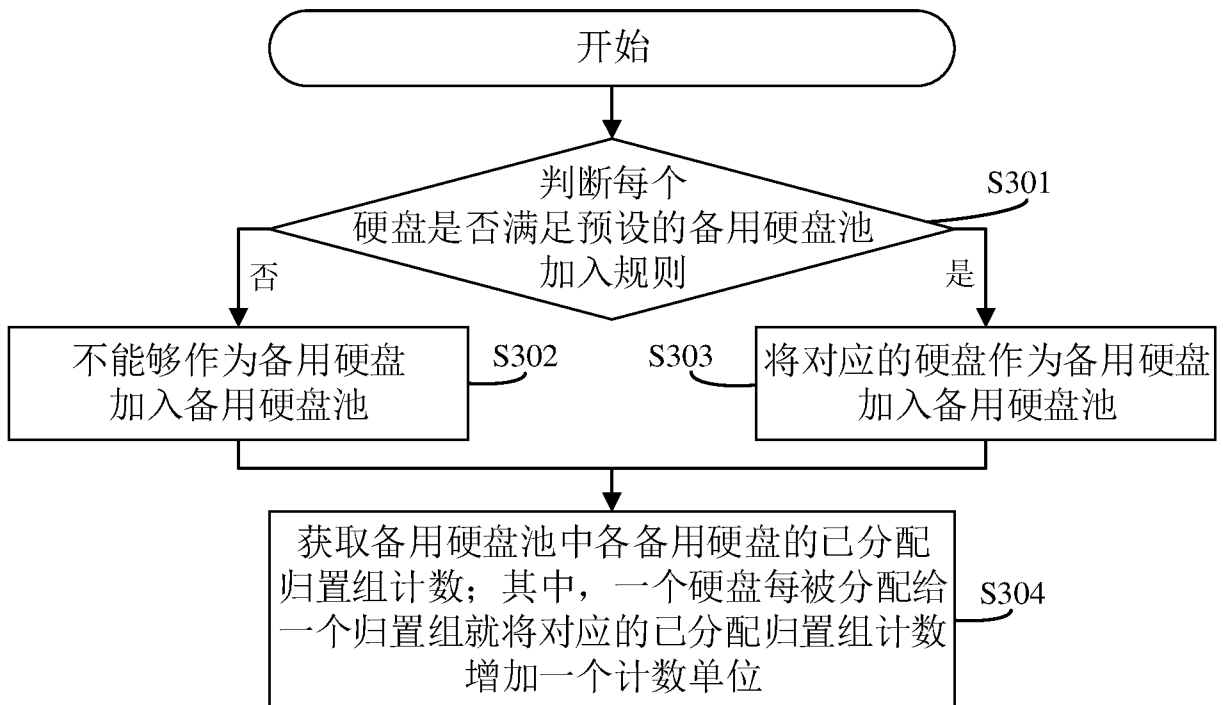 开始
判断每个
硬盘是否满足预设的备用硬盘池
加入规则
S301
否
是
不能够作为备用硬盘
加入备用硬盘池
S302
S303
将对应的硬盘作为备用硬盘
加入备用硬盘池
获取备用硬盘池中各备用硬盘的已分配
归置组计数；其中，一个硬盘每被分配给
一个归置组就将对应的已分配归置组计数
增加一个计数单位
S304